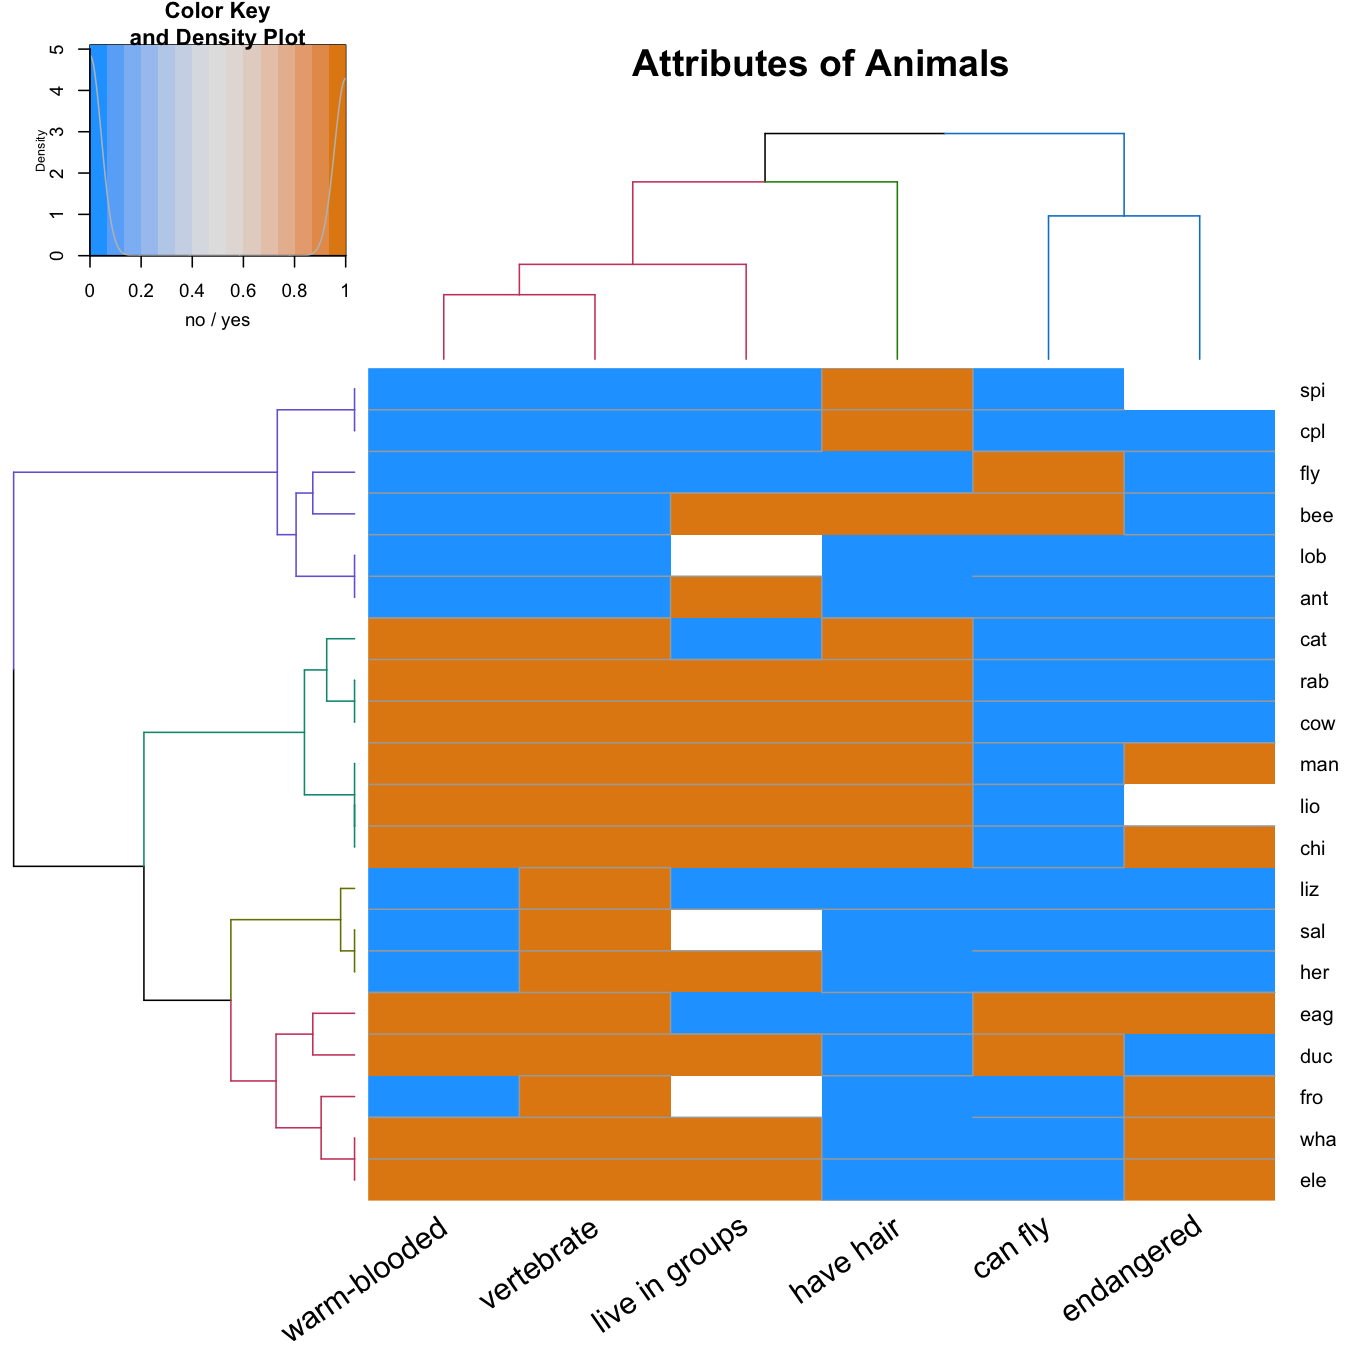 Color Key
and Density Plot
Attributes of Animals
Density
5
4
3
2
1
0
0 0.2 0.4 0.6 0.8 1
no / yes
spi
cpl
fly
bee
lob
ant
cat
rab
cow
man
lio
chi
liz
sal
her
eag
duc
fro
wha
ele
warm-blooded
vertebrate
live in groups
have hair
can fly
endangered